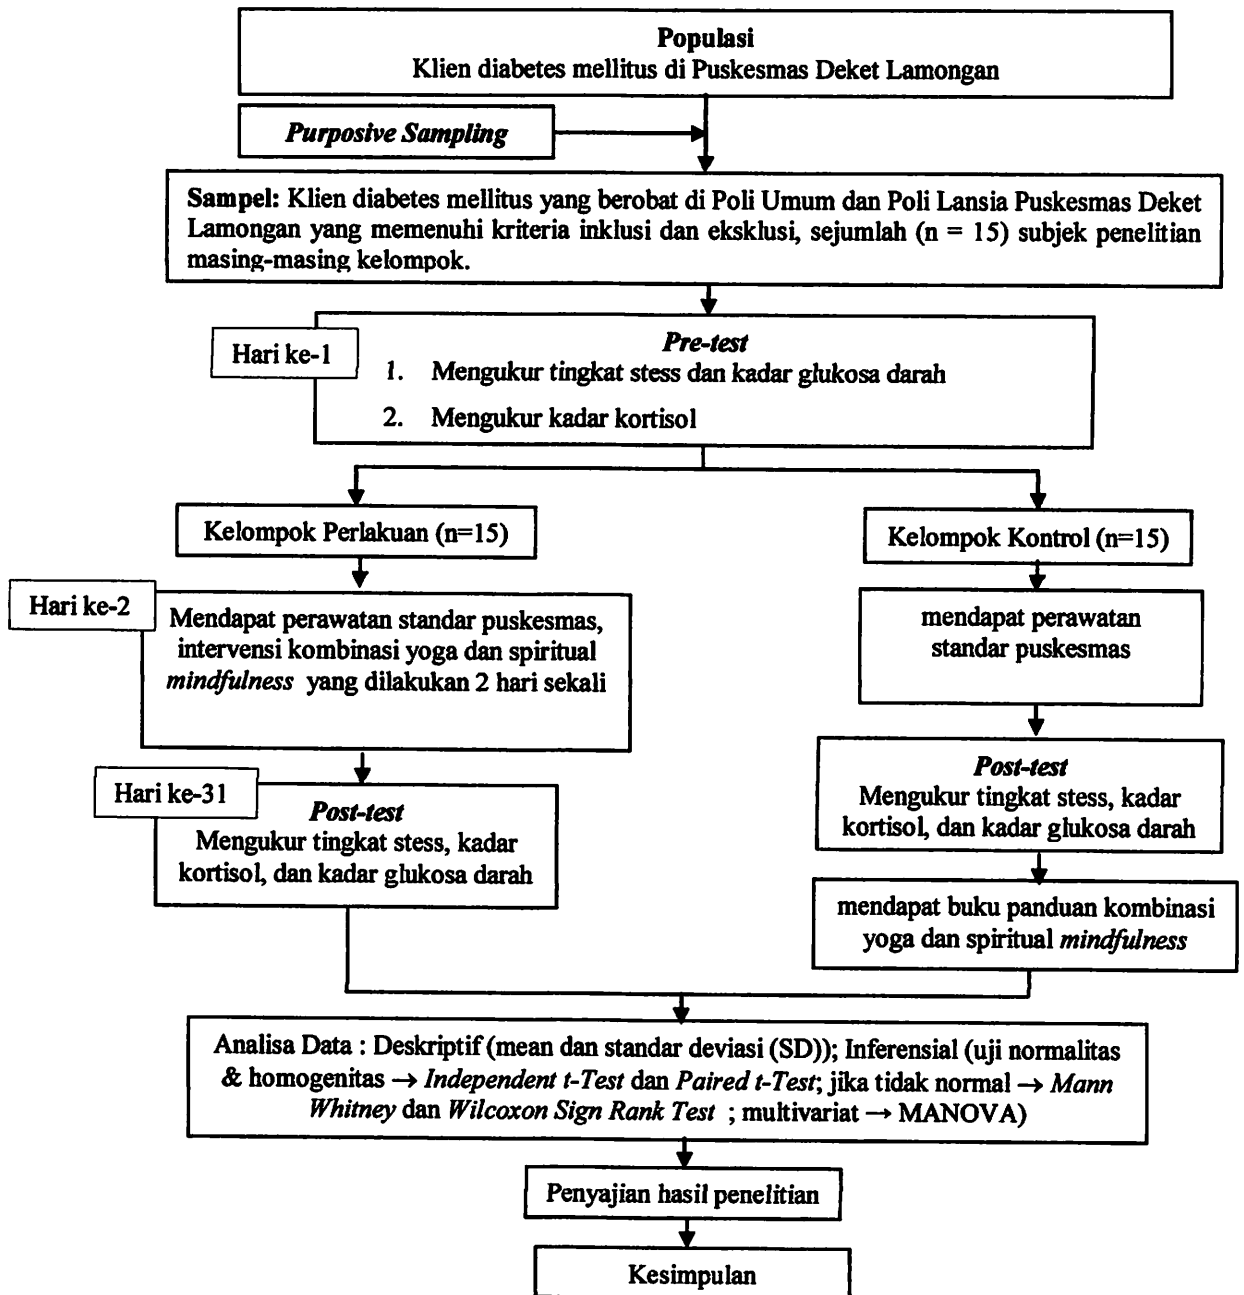 Populasi
Klien diabetes mellitus di Puskesmas Deket Lamongan
Purposive Sampling
Sampel: Klien diabetes mellitus yang berobat di Poli Umum dan Poli Lansia Puskesmas Deket
Lamongan yang memenuhi kriteria inklusi dan eksklusi, sejumlah (n = 15) subjek penelitian
masing-masing kelompok.
Hari ke-1
Pre-test
1. Mengukur tingkat stess dan kadar glukosa darah
2. Mengukur kadar kortisol
Kelompok Perlakuan (n=15)
Hari ke-2
Mendapat perawatan standar puskesmas,
intervensi kombinasi yoga dan spiritual
mindfulness yang dilakukan 2 hari sekali
Hari ke-31
Post-test
Mengukur tingkat stess, kadar
kortisol, dan kadar glukosa darah
Kelompok Kontrol (n=15)
mendapat perawatan
standar puskesmas
Post-test
Mengukur tingkat stess, kadar
kortisol, dan kadar glukosa darah
mendapat buku panduan kombinasi
yoga dan spiritual mindfulness
Analisa Data : Deskriptif (mean dan standar deviasi (SD)); Inferensial (uji normalitas
& homogenitas → Independent t-Test dan Paired t-Test; jika tidak normal → Mann
Whitney dan Wilcoxon Sign Rank Test ; multivariat → MANOVA)
Penyajian hasil penelitian
Kesimpulan